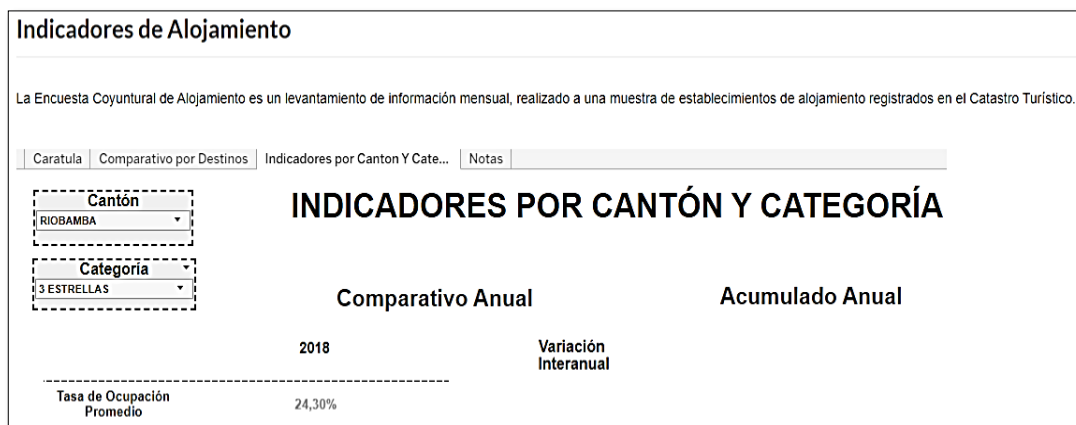 Indicadores de Alojamiento
La Encuesta Coyuntural de Alojamiento es un levantamiento de información mensual, realizado a una muestra de establecimientos de alojamiento registrados en el Catastro Turístico.
Caratula Comparativo por Destinos Indicadores por Canton Y Cate... Notas
Cantón
RIOBAMBA
INDICADORES POR CANTÓN Y CATEGORÍA
Categoría
3 ESTRELLAS
Comparativo Anual Acumulado Anual
2018 Variación
Interanual
Tasa de Ocupación
Promedio
24,30%